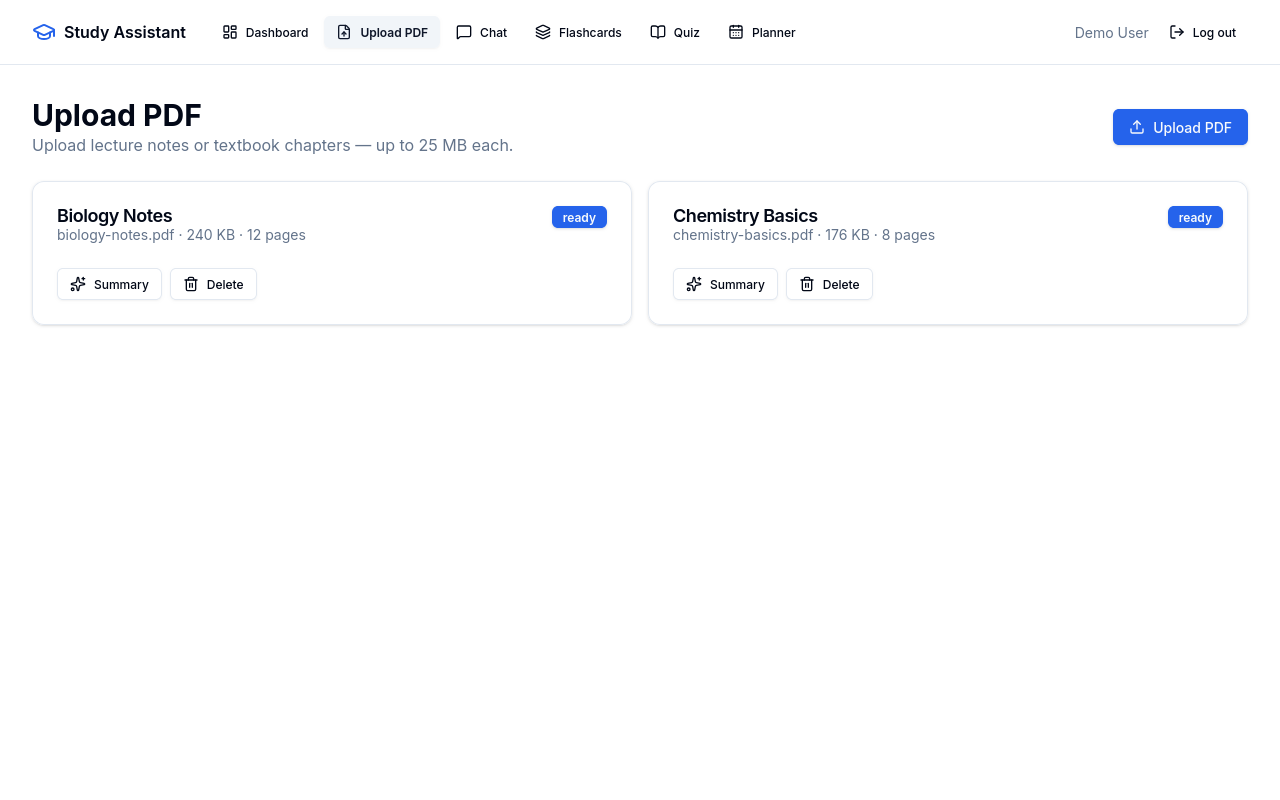 Study Assistant
Dashboard
Upload PDF
Chat
Flashcards
Quiz
Planner
Demo User
Log out
Upload PDF
Upload lecture notes or textbook chapters — up to 25 MB each.
Upload PDF
Biology Notes
ready
biology-notes.pdf · 240 KB · 12 pages
Summary
Delete
Chemistry Basics
ready
chemistry-basics.pdf · 176 KB · 8 pages
Summary
Delete